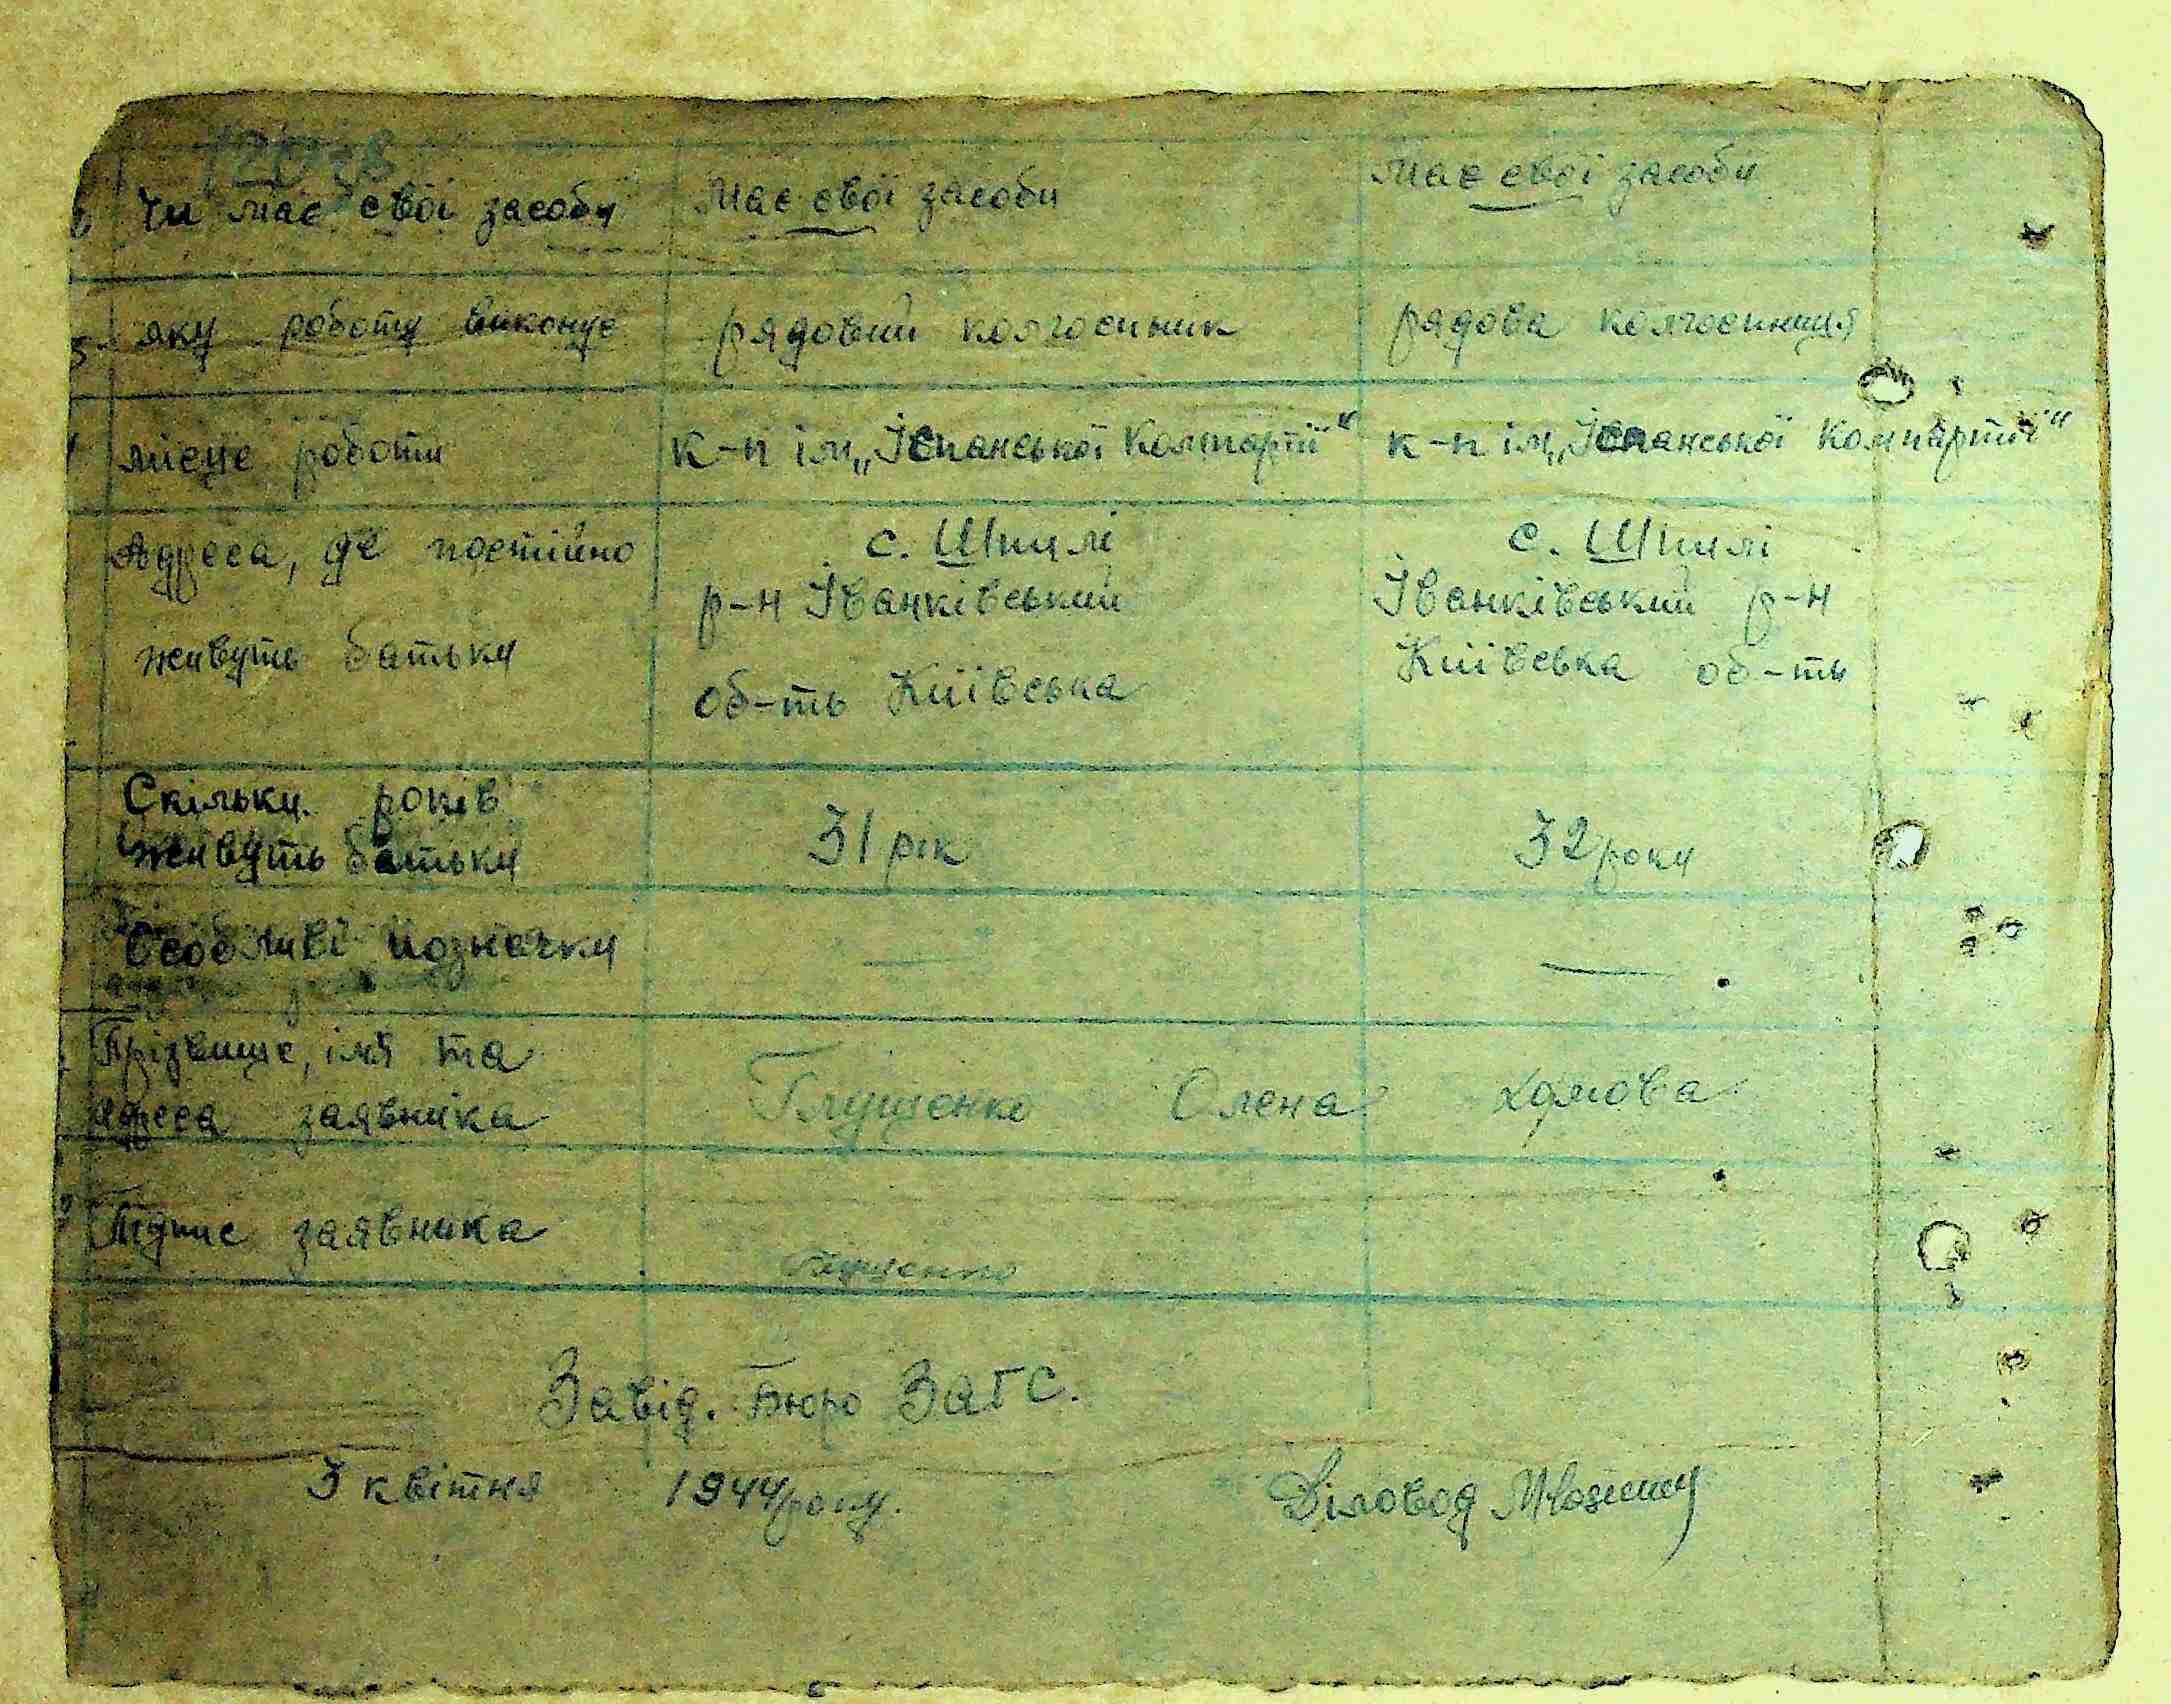 Чи має свої засоби має свої засоби має свої засоби
яку роботу виконує рядовий колгоспник рядова колгоспниця
місце роботи к-п ім „Іспанської Компартії“ к-п ім „Іспанської Компартії“
Адреса, де постійно с. Шпилі с. Шпилі
р-н Іванківський Іванківський р-н
живуть батьки об-ть Київська Київська об-ть
Скільки років
живуть батьки 31 рік 32 роки
Особливі позначки — —
Прізвище, імя та
адреса заявника Глущенко Олена Хомова
Підпис заявника Глущенко
Завід. Бюро ЗАГС.
3 квітня 1944 року. Діловод